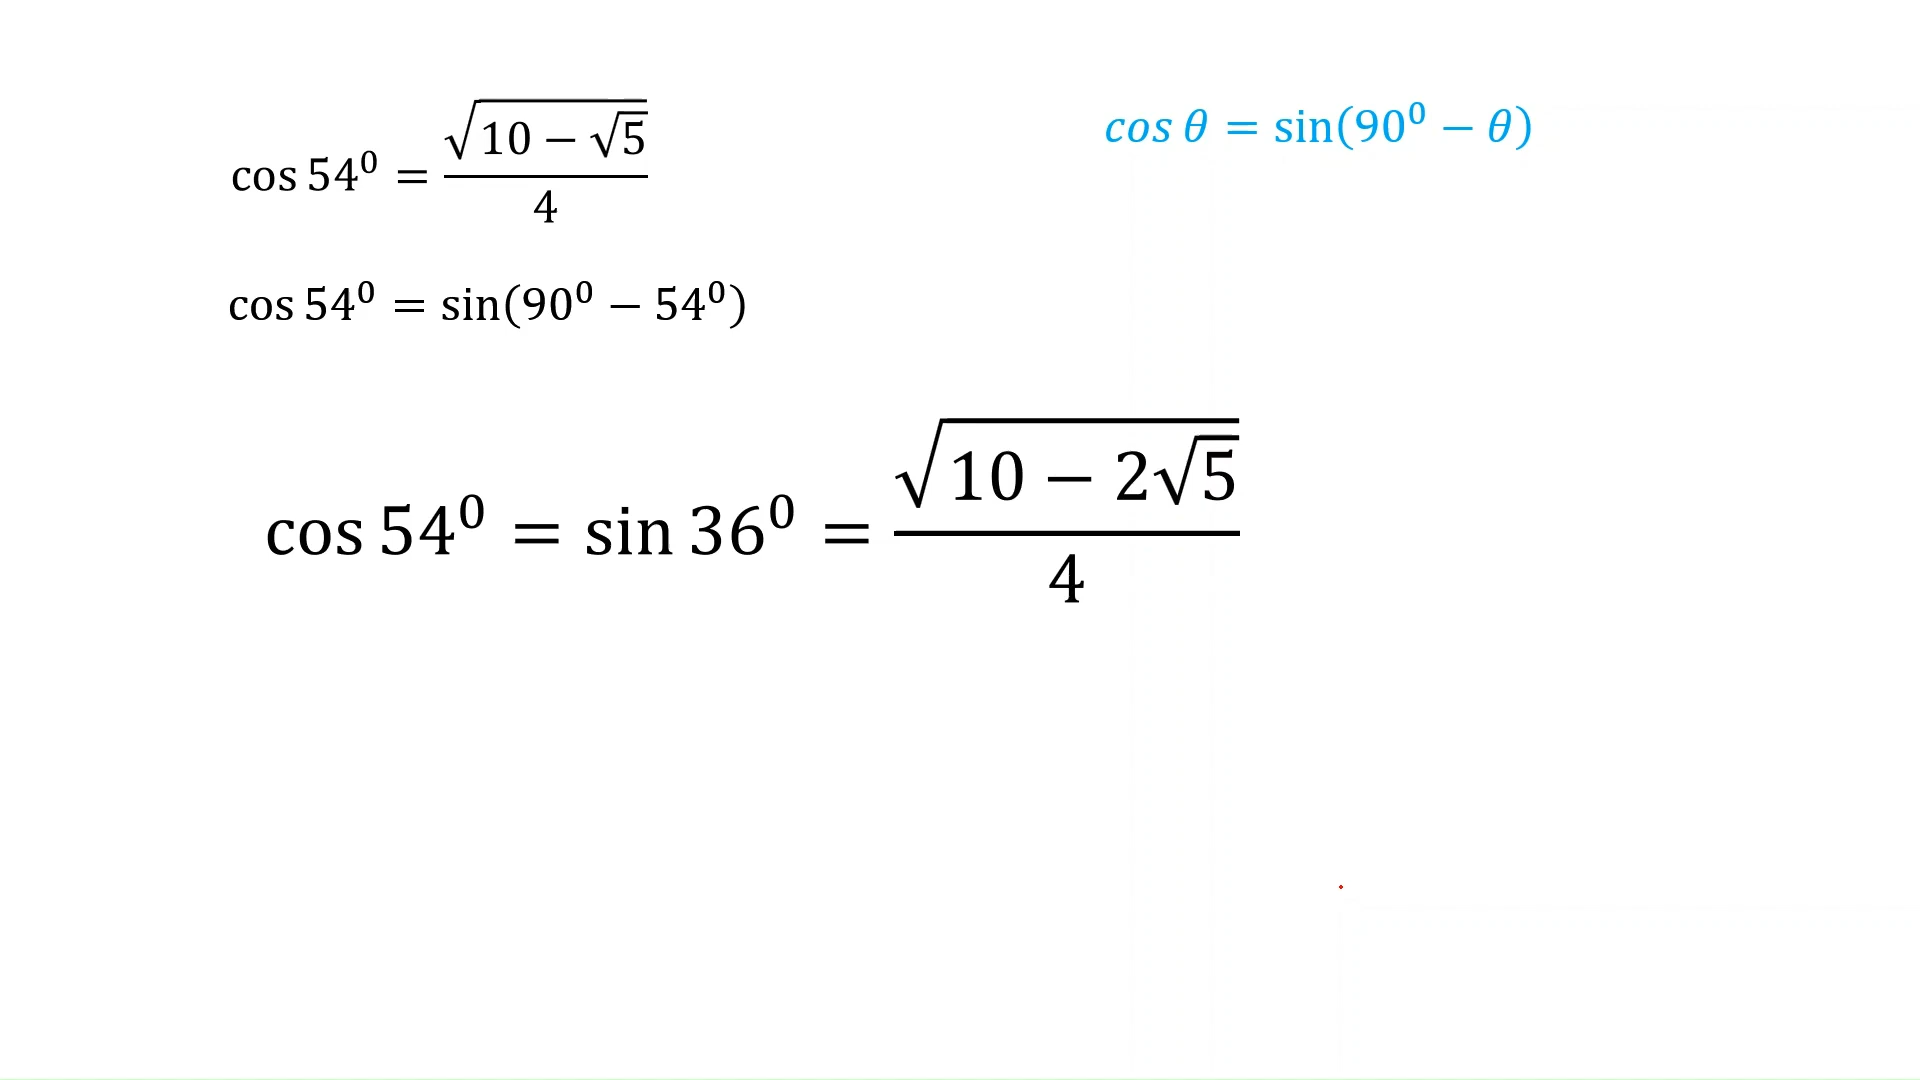 cos 54⁰ = √(10 − √5) / 4
cos θ = sin(90⁰ − θ)
cos 54⁰ = sin(90⁰ − 54⁰)
cos 54⁰ = sin 36⁰ = √(10 − 2√5) / 4